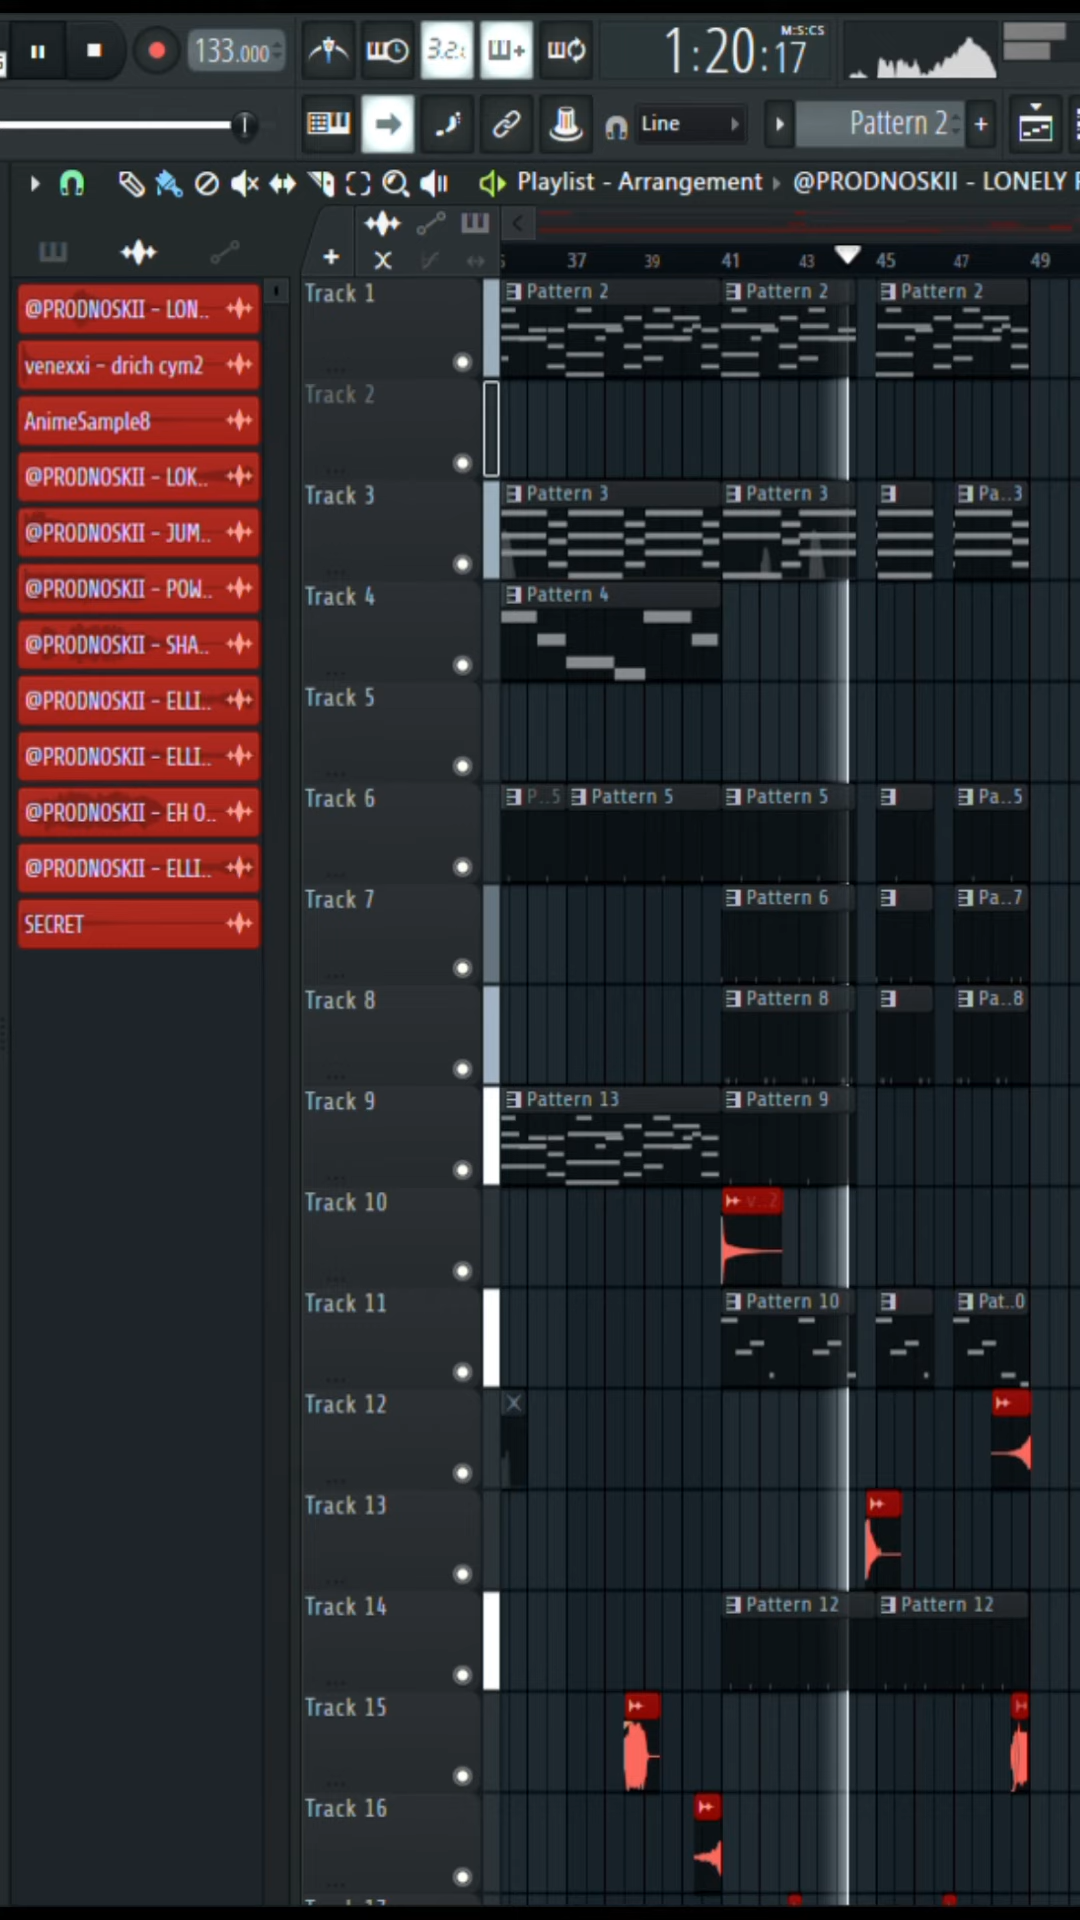 133.000
3.2:
1:20:17
M:S:CS
Line
Pattern 2
+
Playlist - Arrangement
@PRODNOSKII - LONELY
37 39 41 43 45 47 49
@PRODNOSKII - LON..
venexxi - drich cym2
AnimeSample8
@PRODNOSKII - LOK..
@PRODNOSKII - JUM..
@PRODNOSKII - POW..
@PRODNOSKII - SHA..
@PRODNOSKII - ELLI..
@PRODNOSKII - ELLI..
@PRODNOSKII - EH O..
@PRODNOSKII - ELLI..
SECRET
Track 1
Pattern 2
Pattern 2
Pattern 2
Track 2
Track 3
Pattern 3
Pattern 3
Pa..3
Track 4
Pattern 4
Track 5
Track 6
P..5
Pattern 5
Pattern 5
Pa..5
Track 7
Pattern 6
Pa..7
Track 8
Pattern 8
Pa..8
Track 9
Pattern 13
Pattern 9
Track 10
v..2
Track 11
Pattern 10
Pat..0
Track 12
Track 13
Track 14
Pattern 12
Pattern 12
Track 15
Track 16